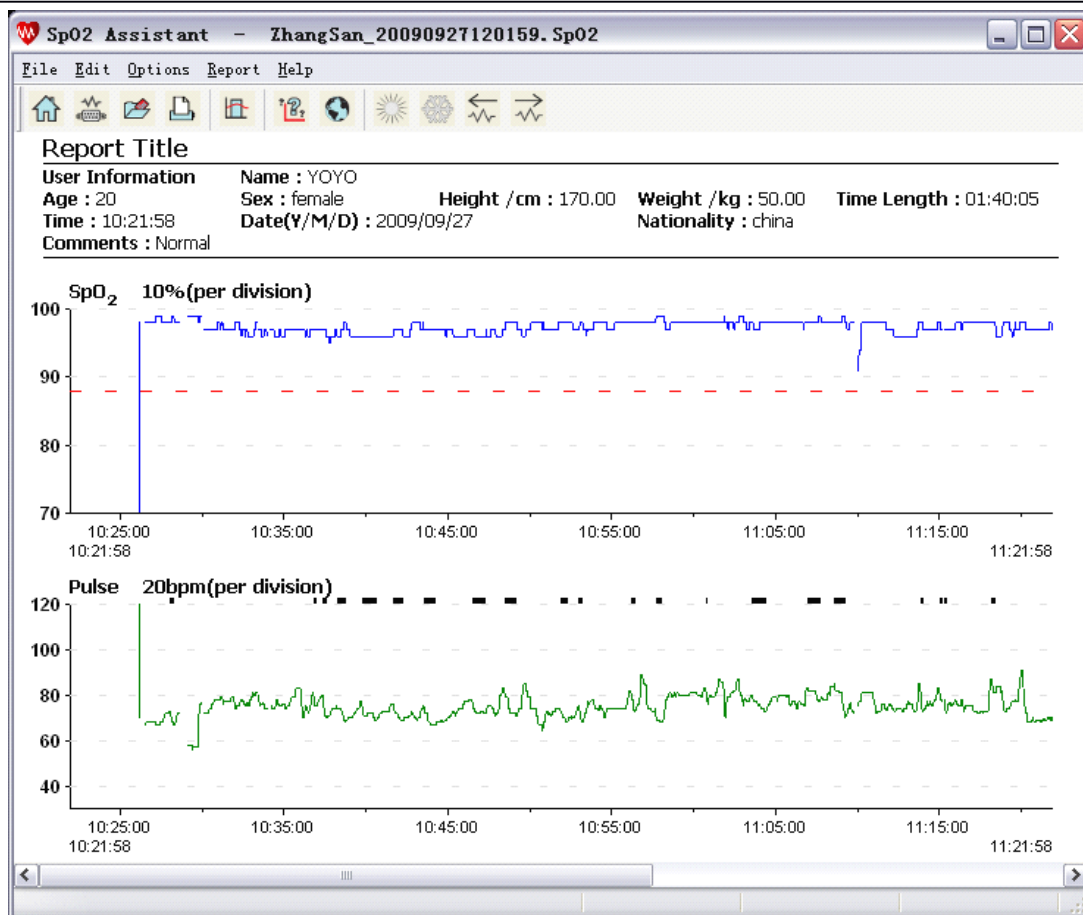 SpO2 Assistant - ZhangSan_20090927120159.SpO2
File Edit Options Report Help
Report Title
User Information Name : YOYO
Age : 20 Sex : female Height /cm : 170.00 Weight /kg : 50.00 Time Length : 01:40:05
Time : 10:21:58 Date(Y/M/D) : 2009/09/27 Nationality : china
Comments : Normal
SpO2 10%(per division)
100
90
80
70
10:25:00 10:35:00 10:45:00 10:55:00 11:05:00 11:15:00
10:21:58 11:21:58
Pulse 20bpm(per division)
120
100
80
60
40
10:25:00 10:35:00 10:45:00 10:55:00 11:05:00 11:15:00
10:21:58 11:21:58